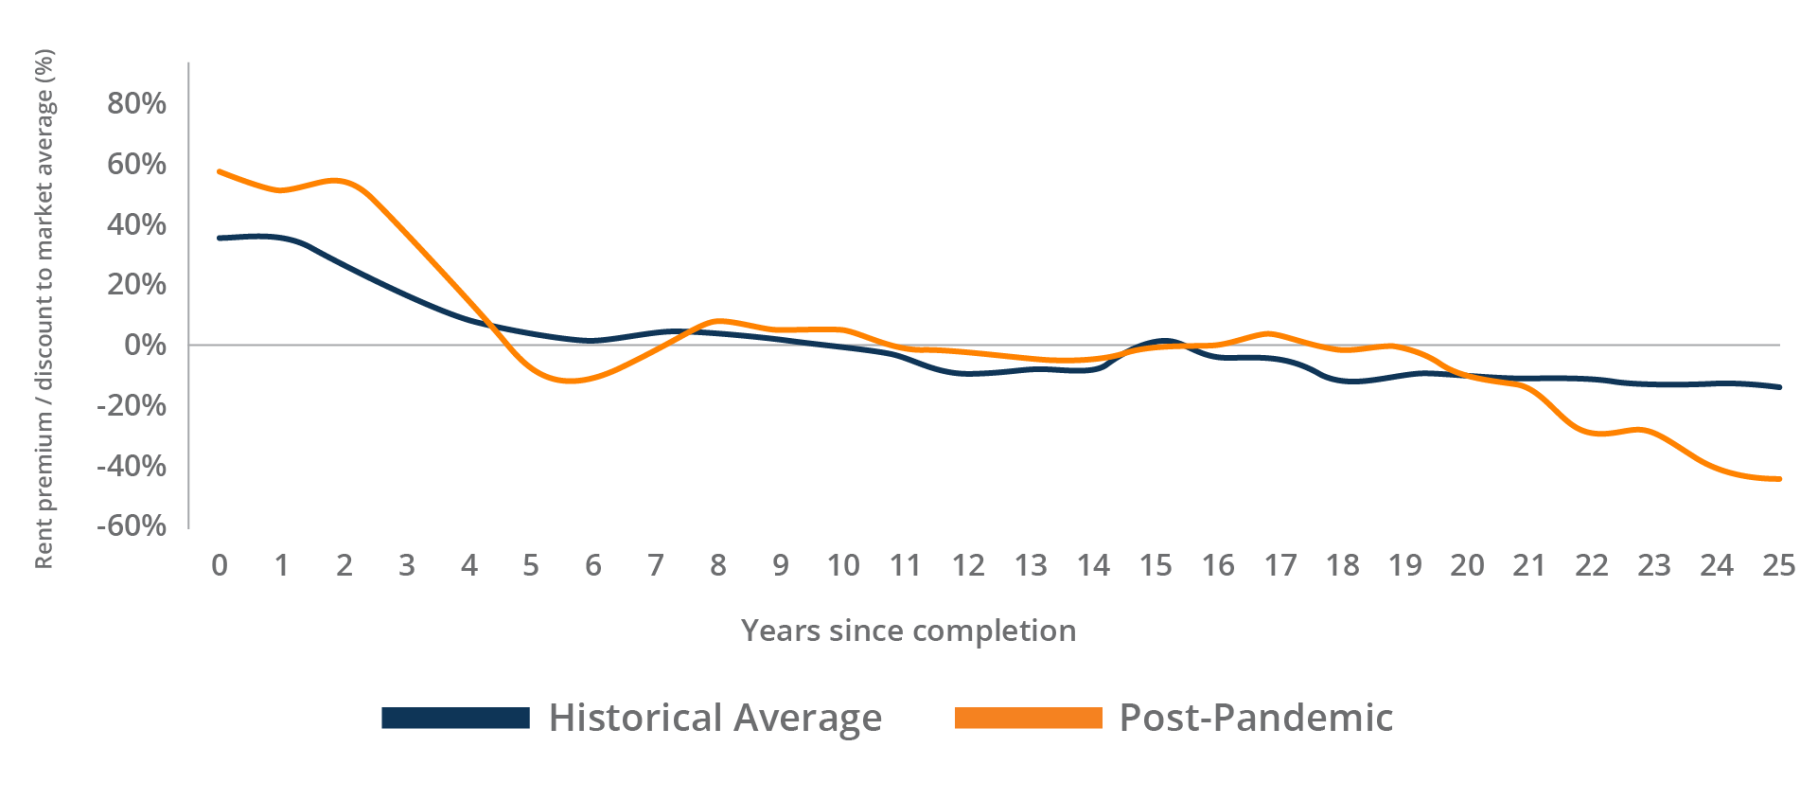 Rent premium / discount to market average (%)
80%
60%
40%
20%
0%
-20%
-40%
-60%
0 1 2 3 4 5 6 7 8 9 10 11 12 13 14 15 16 17 18 19 20 21 22 23 24 25
Years since completion
Historical Average Post-Pandemic